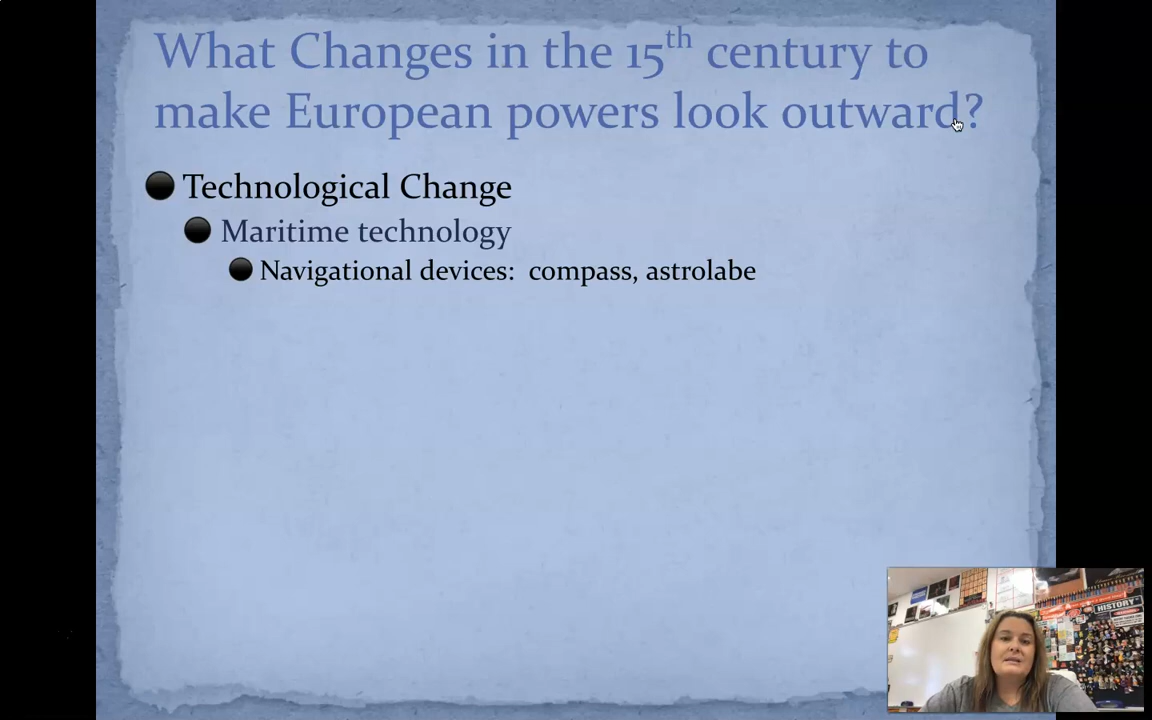 What Changes in the 15th century to
make European powers look outward?
Technological Change
Maritime technology
Navigational devices: compass, astrolabe
HISTORY